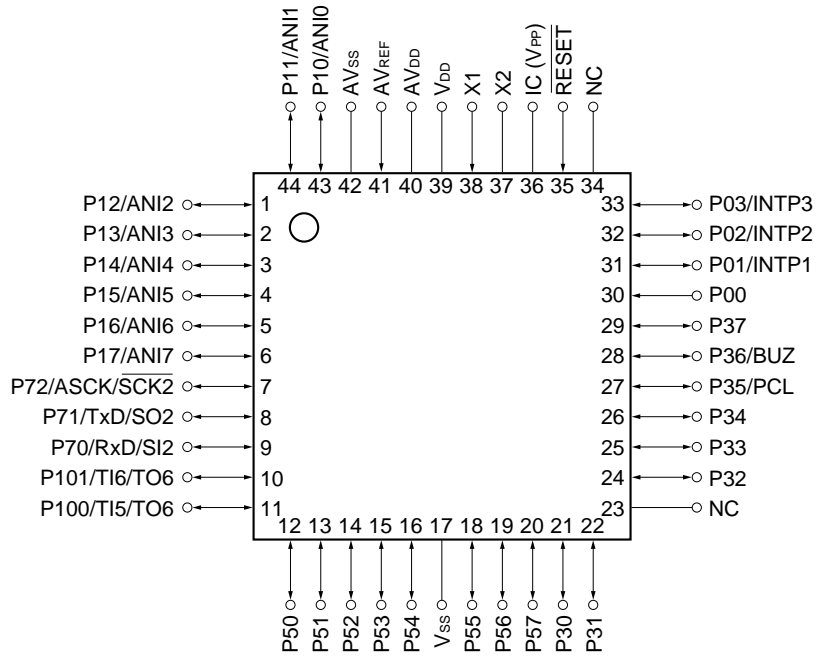 P11/ANI1
P10/ANI0
AVSS
AVREF
AVDD
VDD
X1
X2
IC (VPP)
RESET
NC
44 43 42 41 40 39 38 37 36 35 34
P12/ANI2 1
P13/ANI3 2
P14/ANI4 3
P15/ANI5 4
P16/ANI6 5
P17/ANI7 6
P72/ASCK/SCK2 7
P71/TxD/SO2 8
P70/RxD/SI2 9
P101/TI6/TO6 10
P100/TI5/TO6 11
33 P03/INTP3
32 P02/INTP2
31 P01/INTP1
30 P00
29 P37
28 P36/BUZ
27 P35/PCL
26 P34
25 P33
24 P32
23 NC
12 13 14 15 16 17 18 19 20 21 22
P50
P51
P52
P53
P54
VSS
P55
P56
P57
P30
P31